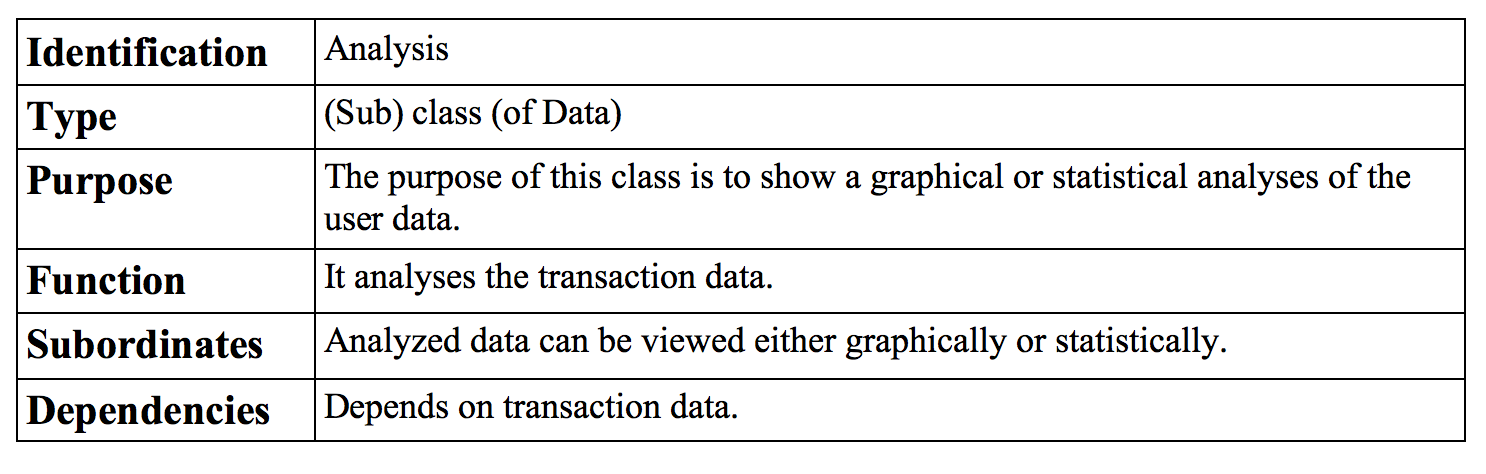 Identification Analysis
Type (Sub) class (of Data)
Purpose The purpose of this class is to show a graphical or statistical analyses of the
user data.
Function It analyses the transaction data.
Subordinates Analyzed data can be viewed either graphically or statistically.
Dependencies Depends on transaction data.